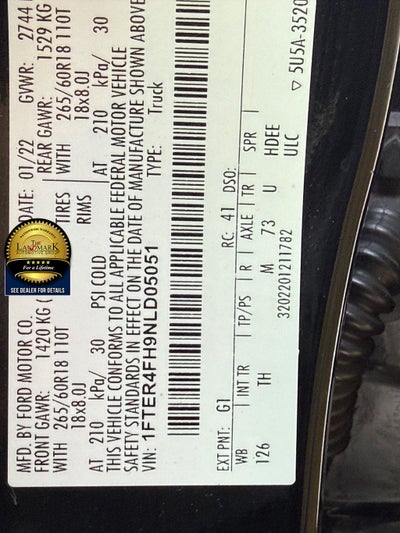 MFD. BY FORD MOTOR CO.
DATE: 01/22 GVWR: 2744
FRONT GAWR: 1420 KG ( REAR GAWR: 1529 KG
WITH 265/60R18 110T TIRES WITH 265/60R18 110T
18x8.0J RIMS 18x8.0J
AT 210 kPa/ 30 PSI COLD AT 210 kPa/ 30
THIS VEHICLE CONFORMS TO ALL APPLICABLE FEDERAL MOTOR VEHICLE
SAFETY STANDARDS IN EFFECT ON THE DATE OF MANUFACTURE SHOWN ABOVE
VIN: 1FTER4FH9NLD05051 TYPE: Truck
EXT PNT: G1 RC: 41 DSO:
WB INT TR TP/PS R AXLE TR SPR
126 TH M 73 U HDEE
ULC
3202201211782
▽ 5U5A-3520
THE
LANDMARK
For a Lifetime
SEE DEALER FOR DETAILS